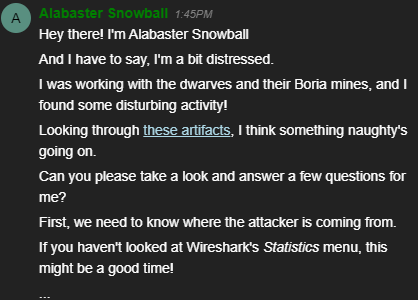 A
Alabaster Snowball 1:45PM
Hey there! I'm Alabaster Snowball
And I have to say, I'm a bit distressed.
I was working with the dwarves and their Boria mines, and I
found some disturbing activity!
Looking through these artifacts, I think something naughty's
going on.
Can you please take a look and answer a few questions for
me?
First, we need to know where the attacker is coming from.
If you haven't looked at Wireshark's Statistics menu, this
might be a good time!
...